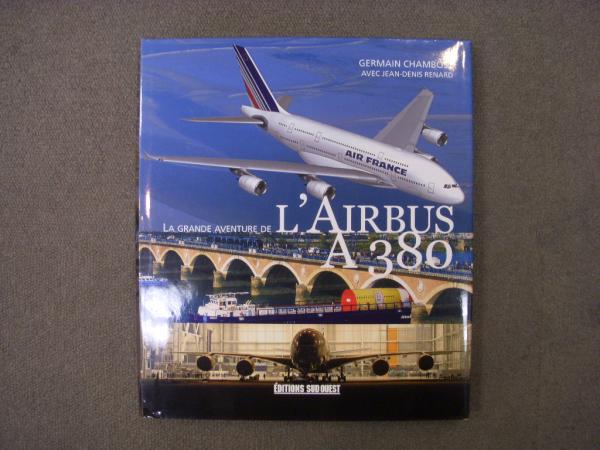 GERMAIN CHAMBOST
AVEC JEAN-DENIS RENARD
AIR FRANCE
LA GRANDE AVENTURE DE L'AIRBUS
A 380
ÉDITIONS SUD OUEST